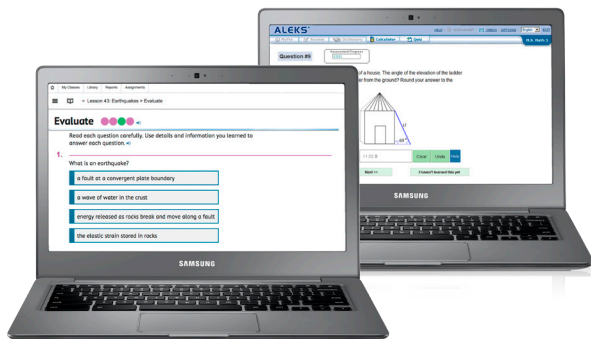 My Classes Library Reports Assignments
« Lesson 43: Earthquakes > Evaluate
Evaluate
Read each question carefully. Use details and information you learned to
answer each question.
1.
What is an earthquake?
a fault at a convergent plate boundary
a wave of water in the crust
energy released as rocks break and move along a fault
the elastic strain stored in rocks
SAMSUNG
ALEKS
English
Calculator Quiz
Question #9
of a house. The angle of the elevation of the ladder
from the ground? Round your answer to the
Clear Undo Help
Next >>
I haven't learned this yet
SAMSUNG